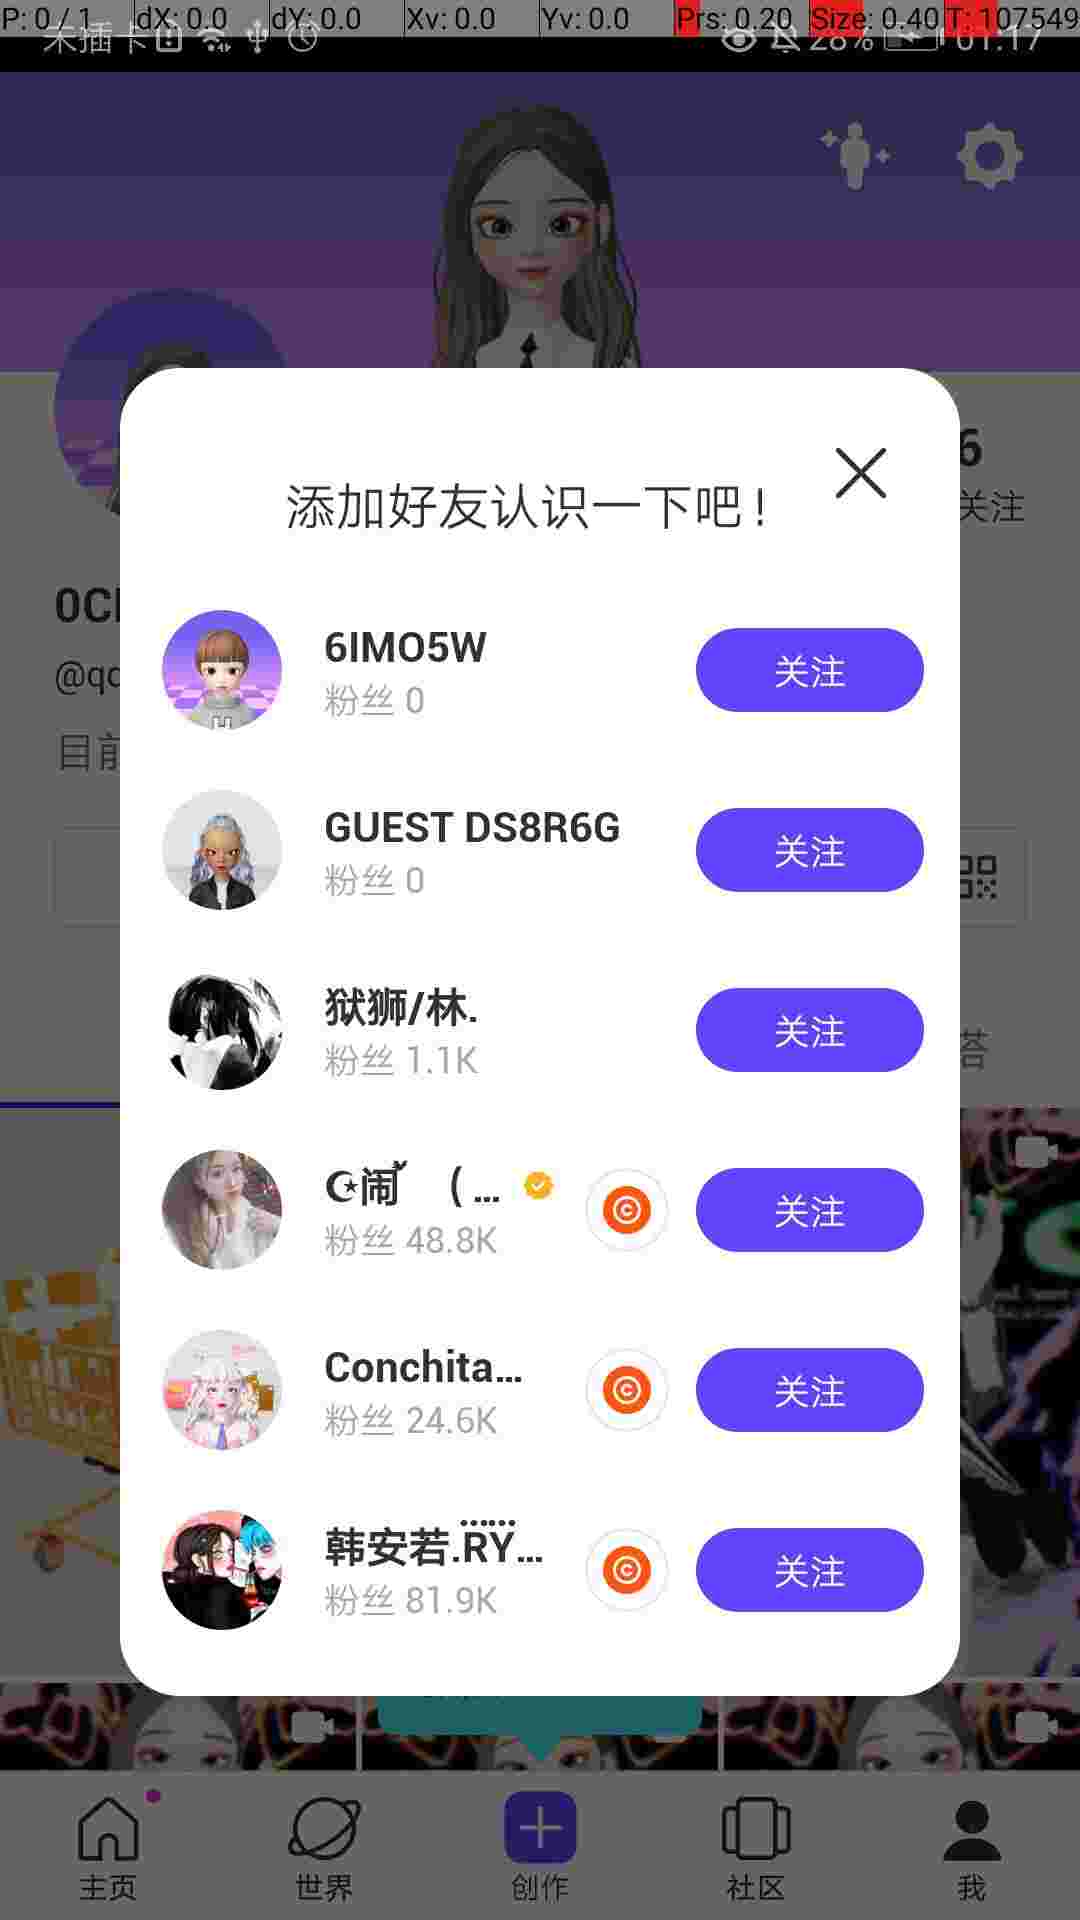 P: 0 / 1 dX: 0.0 dY: 0.0 Xv: 0.0 Yv: 0.0 Prs: 0.20 Size: 0.40 T: 107549
未插卡 28% 01:17
6
关注
添加好友认识一下吧!
6IMO5W
粉丝 0
关注
GUEST DS8R6G
粉丝 0
关注
狱狮/林.
粉丝 1.1K
关注
☪闹 ( ...
粉丝 48.8K
关注
Conchita...
粉丝 24.6K
关注
韩安若.RY...
粉丝 81.9K
关注
目前
答
主页 世界 创作 社区 我